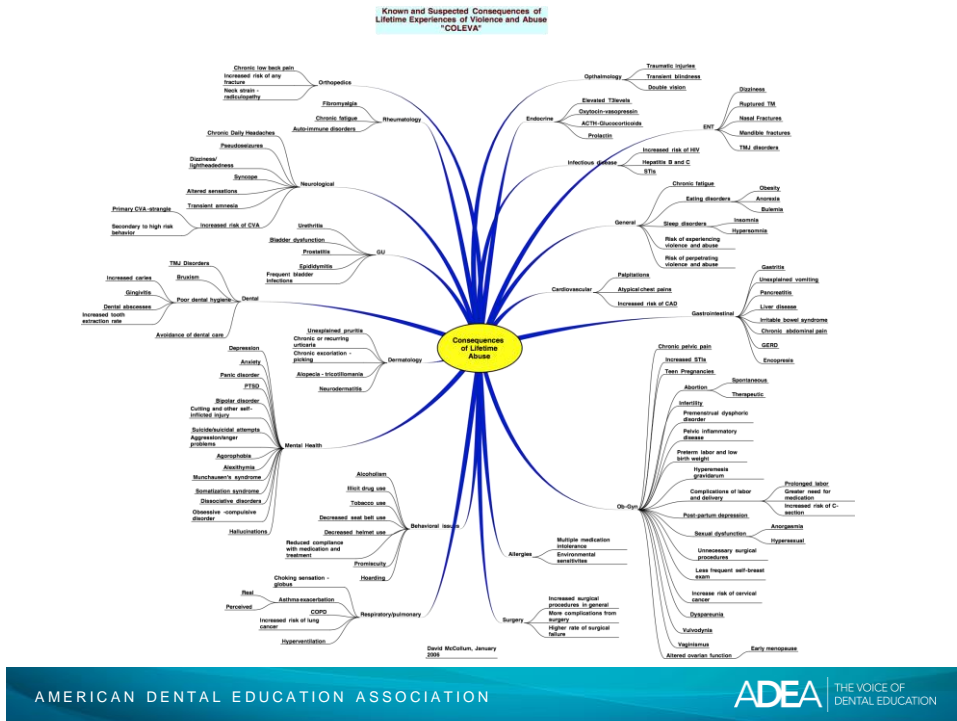 Known and Suspected Consequences of
Lifetime Experiences of Violence and Abuse
"COLEVA"
Consequences
of Lifetime
Abuse
Orthopedics
Chronic low back pain
Increased risk of any
fracture
Neck strain -
radiculopathy
Rheumatology
Fibromyalgia
Chronic fatigue
Auto-immune disorders
Neurological
Chronic Daily Headaches
Pseudoseizures
Dizziness/
lightheadedness
Syncope
Altered sensations
Transient amnesia
Increased risk of CVA
Primary CVA -strangle
Secondary to high risk
behavior
GU
Urethritis
Bladder dysfunction
Prostatitis
Epididymitis
Frequent bladder
infections
Dental
TMJ Disorders
Bruxism
Poor dental hygiene
Increased caries
Gingivitis
Dental abscesses
Increased tooth
extraction rate
Avoidance of dental care
Dermatology
Unexplained pruritis
Chronic or recurring
urticaria
Chronic excoriation -
picking
Alopecia - tricotillomania
Neurodermatitis
Mental Health
Depression
Anxiety
Panic disorder
PTSD
Bipolar disorder
Cutting and other self-
inflicted injury
Suicide/suicidal attempts
Aggression/anger
problems
Agoraphobia
Alexithymia
Munchausen's syndrome
Somatization syndrome
Dissociative disorders
Obsessive -compulsive
disorder
Hallucinations
Behavioral issues
Alcoholism
Illicit drug use
Tobacco use
Decreased seat belt use
Decreased helmet use
Reduced compliance
with medication and
treatment
Promiscuity
Hoarding
Respiratory/pulmonary
Choking sensation -
globus
Asthma exacerbation
Real
Perceived
COPD
Increased risk of lung
cancer
Hyperventilation
David McCollum, January
2006
Opthalmology
Traumatic injuries
Transient blindness
Double vision
Endocrine
Elevated T3levels
Oxytocin-vasopressin
ACTH-Glucocorticoids
Prolactin
ENT
Dizziness
Ruptured TM
Nasal Fractures
Mandible fractures
TMJ disorders
Infectious disease
Increased risk of HIV
Hepatitis B and C
STIs
General
Chronic fatigue
Eating disorders
Obesity
Anorexia
Bulemia
Sleep disorders
Insomnia
Hypersomnia
Risk of experiencing
violence and abuse
Risk of perpetrating
violence and abuse
Cardiovascular
Palpitations
Atypical chest pains
Increased risk of CAD
Gastrointestinal
Gastritis
Unexplained vomiting
Pancreatitis
Liver disease
Irritable bowel syndrome
Chronic abdominal pain
GERD
Encopresis
Ob-Gyn
Chronic pelvic pain
Increased STIs
Teen Pregnancies
Abortion
Spontaneous
Therapeutic
Infertility
Premenstrual dysphoric
disorder
Pelvic inflammatory
disease
Preterm labor and low
birth weight
Hyperemesis
gravidarum
Complications of labor
and delivery
Prolonged labor
Greater need for
medication
Increased risk of C-
section
Post-partum depression
Sexual dysfunction
Anorgasmia
Hypersexual
Unnecessary surgical
procedures
Less frequent self-breast
exam
Increase risk of cervical
cancer
Dyspareunia
Vulvodynia
Vaginismus
Altered ovarian function
Early menopause
Allergies
Multiple medication
intolerance
Environmental
sensitivities
Surgery
Increased surgical
procedures in general
More complications from
surgery
Higher rate of surgical
failure
AMERICAN DENTAL EDUCATION ASSOCIATION
ADEA
THE VOICE OF
DENTAL EDUCATION